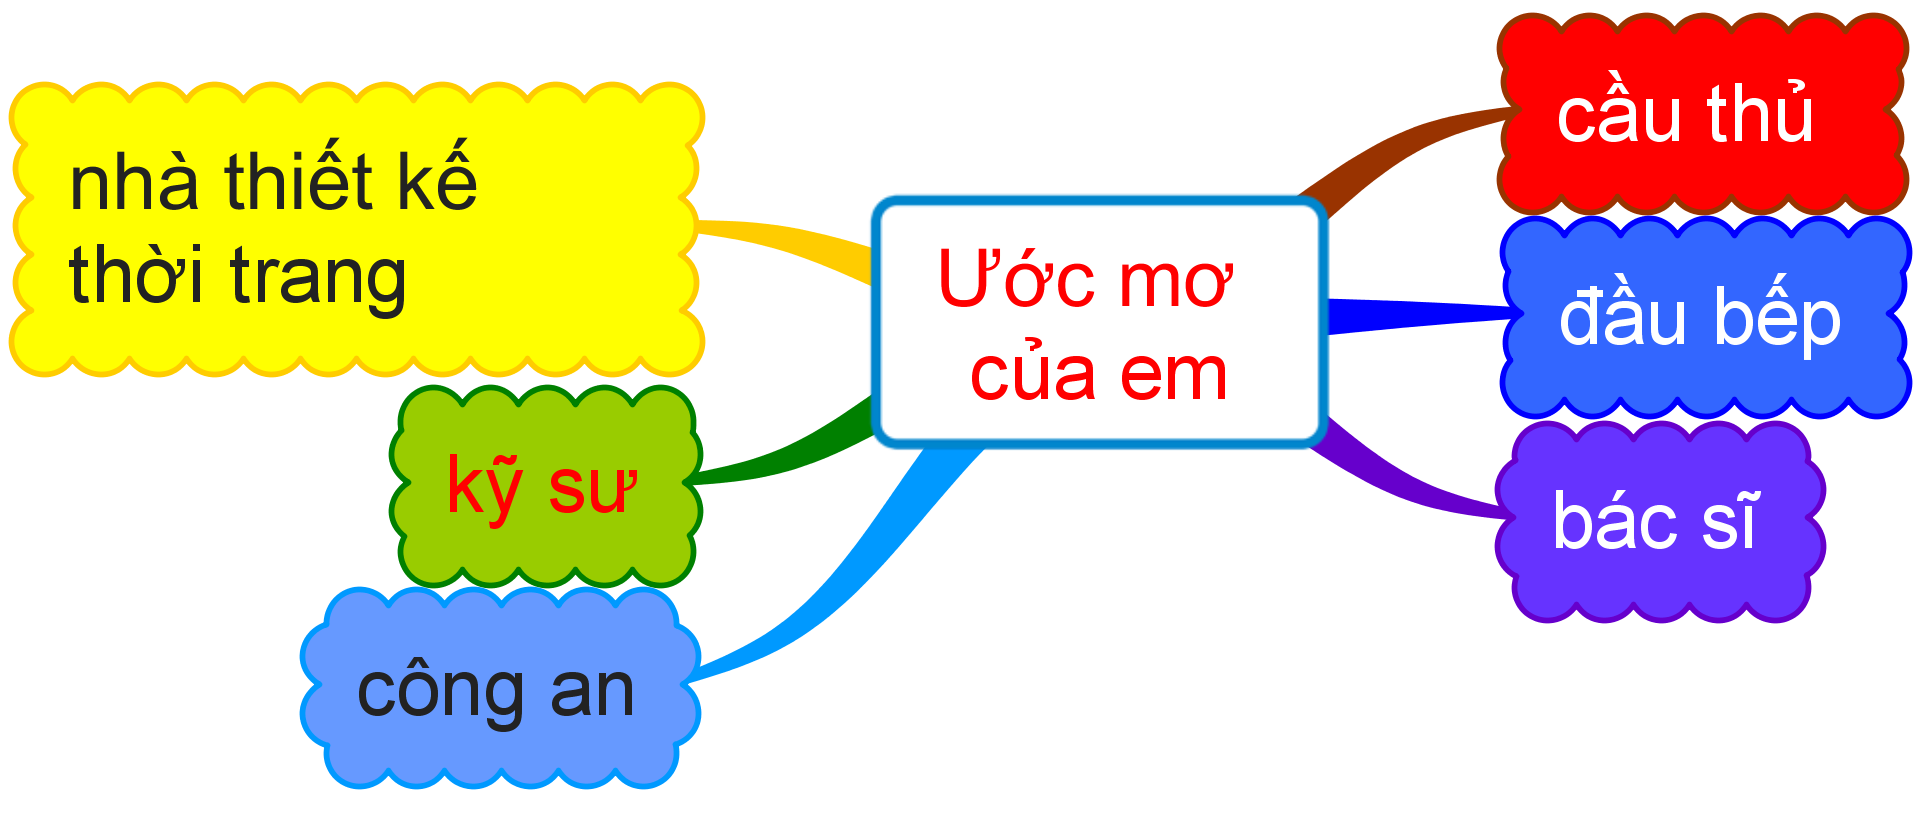 Ước mơ
của em
cầu thủ
đầu bếp
bác sĩ
nhà thiết kế
thời trang
kỹ sư
công an